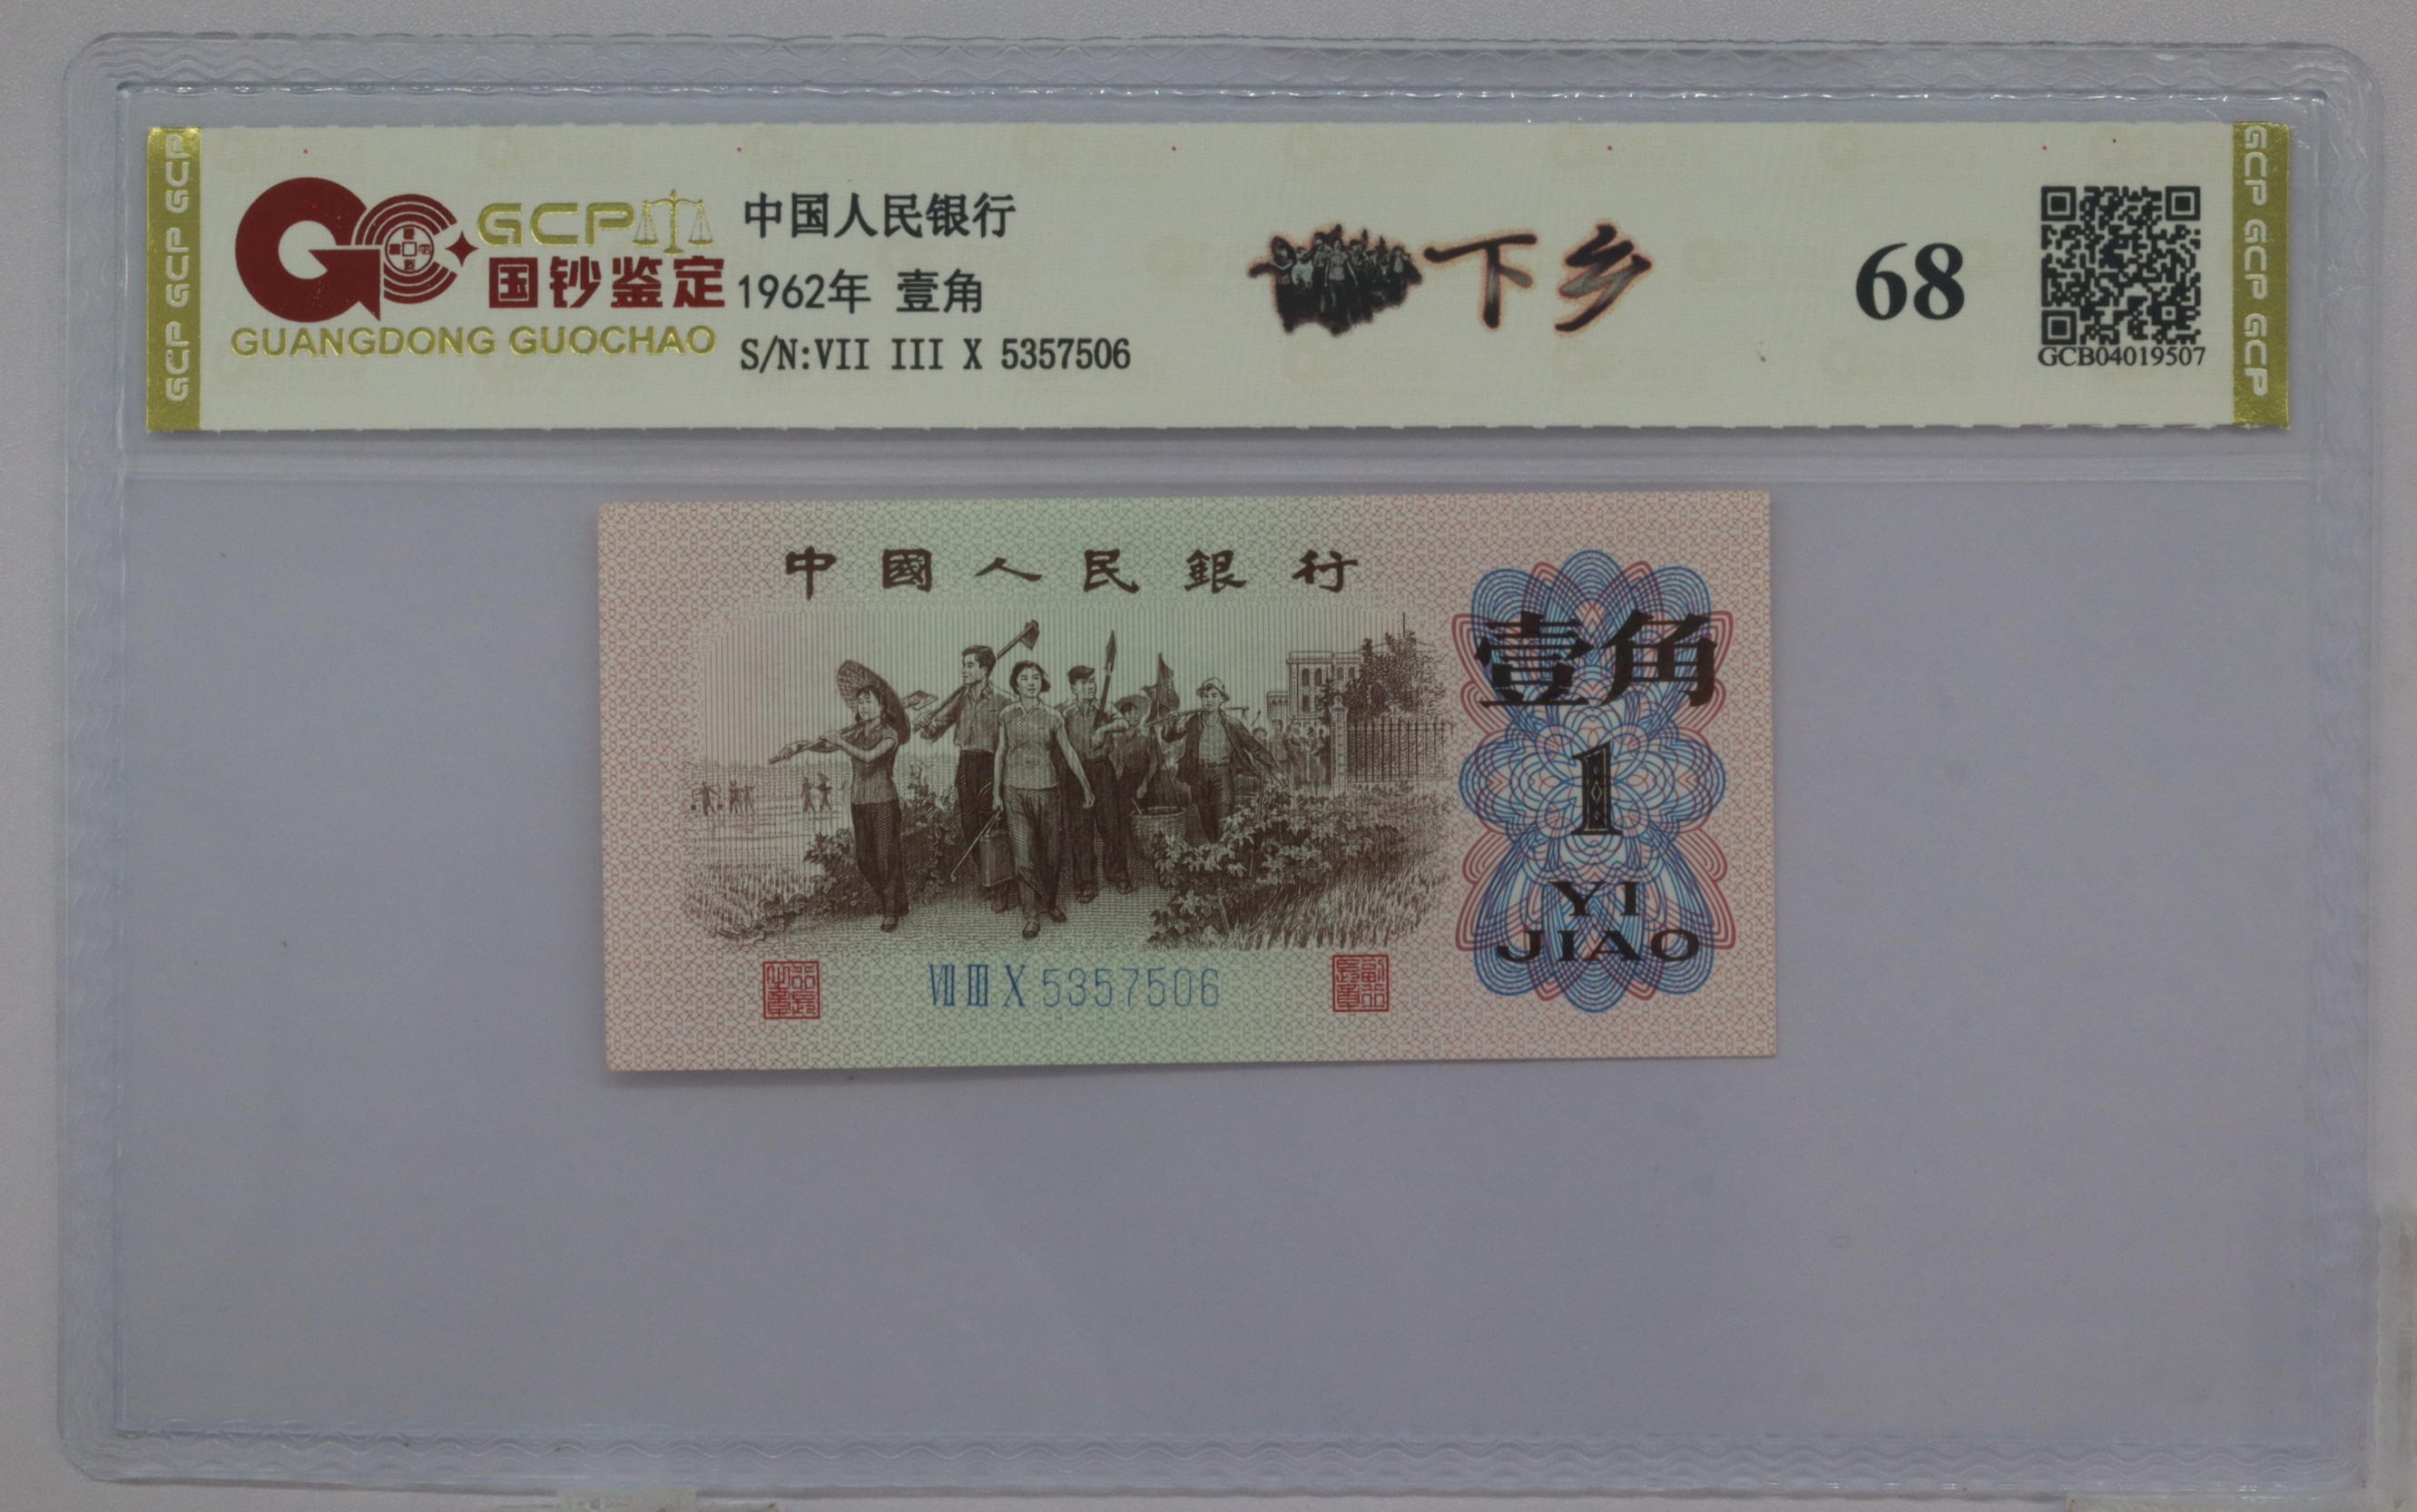 GCP GCP GCP
GCP
国钞鉴定
GUANGDONG GUOCHAO
中国人民银行
1962年 壹角
S/N:VII III X 5357506
下乡
68
GCB04019507
GCP GCP GCP
中國人民銀行
壹角
1
YI
JIAO
VII III X 5357506